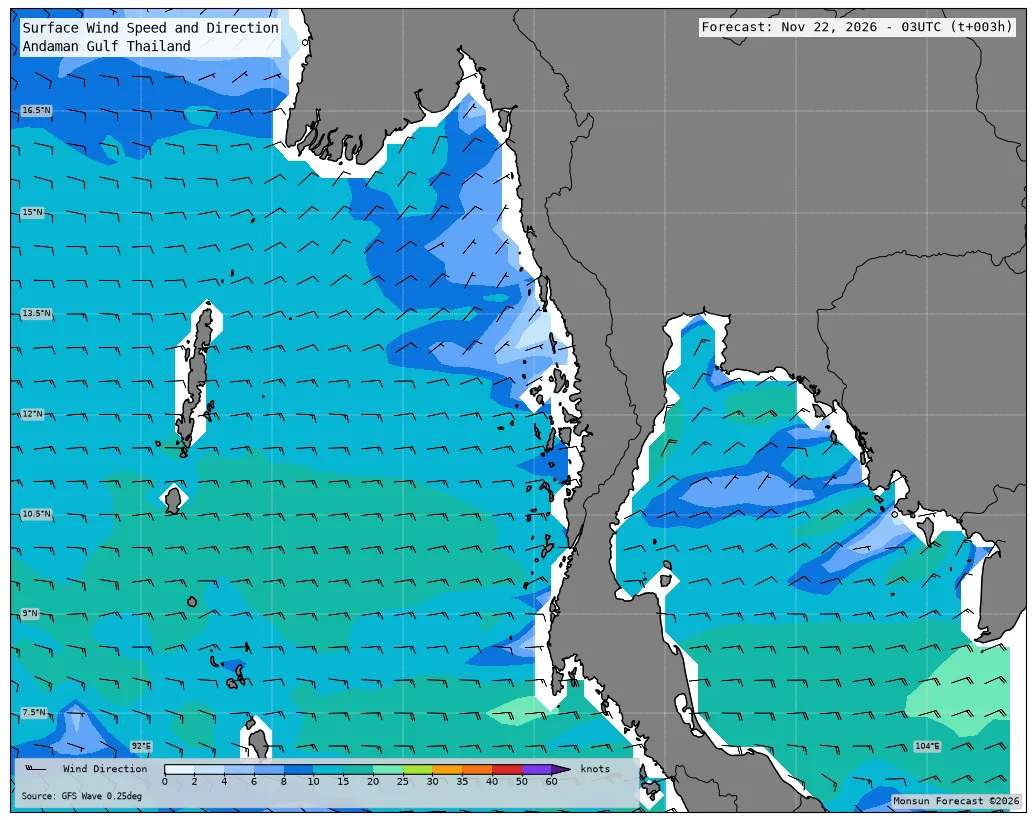 Surface Wind Speed and Direction
Andaman Gulf Thailand
Forecast: Nov 22, 2026 - 03UTC (t+003h)
16.5°N
15°N
13.5°N
12°N
10.5°N
9°N
7.5°N
92°E
104°E
Wind Direction
knots
0 2 4 6 8 10 15 20 25 30 35 40 45 50 60
Source: GFS Wave 0.25deg
Monsun Forecast ©2026